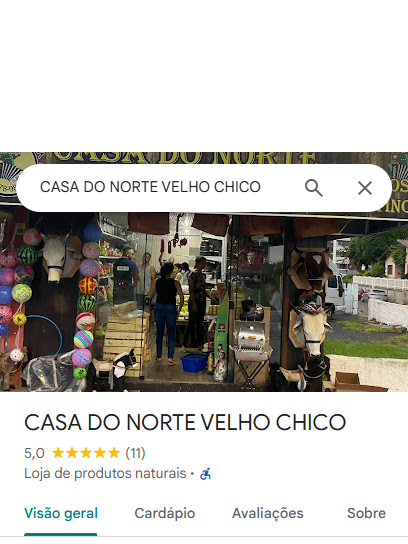 CASA DO NORTE
CASA DO NORTE VELHO CHICO
CASA DO NORTE VELHO CHICO
5,0 (11)
Loja de produtos naturais •
Visão geral Cardápio Avaliações Sobre